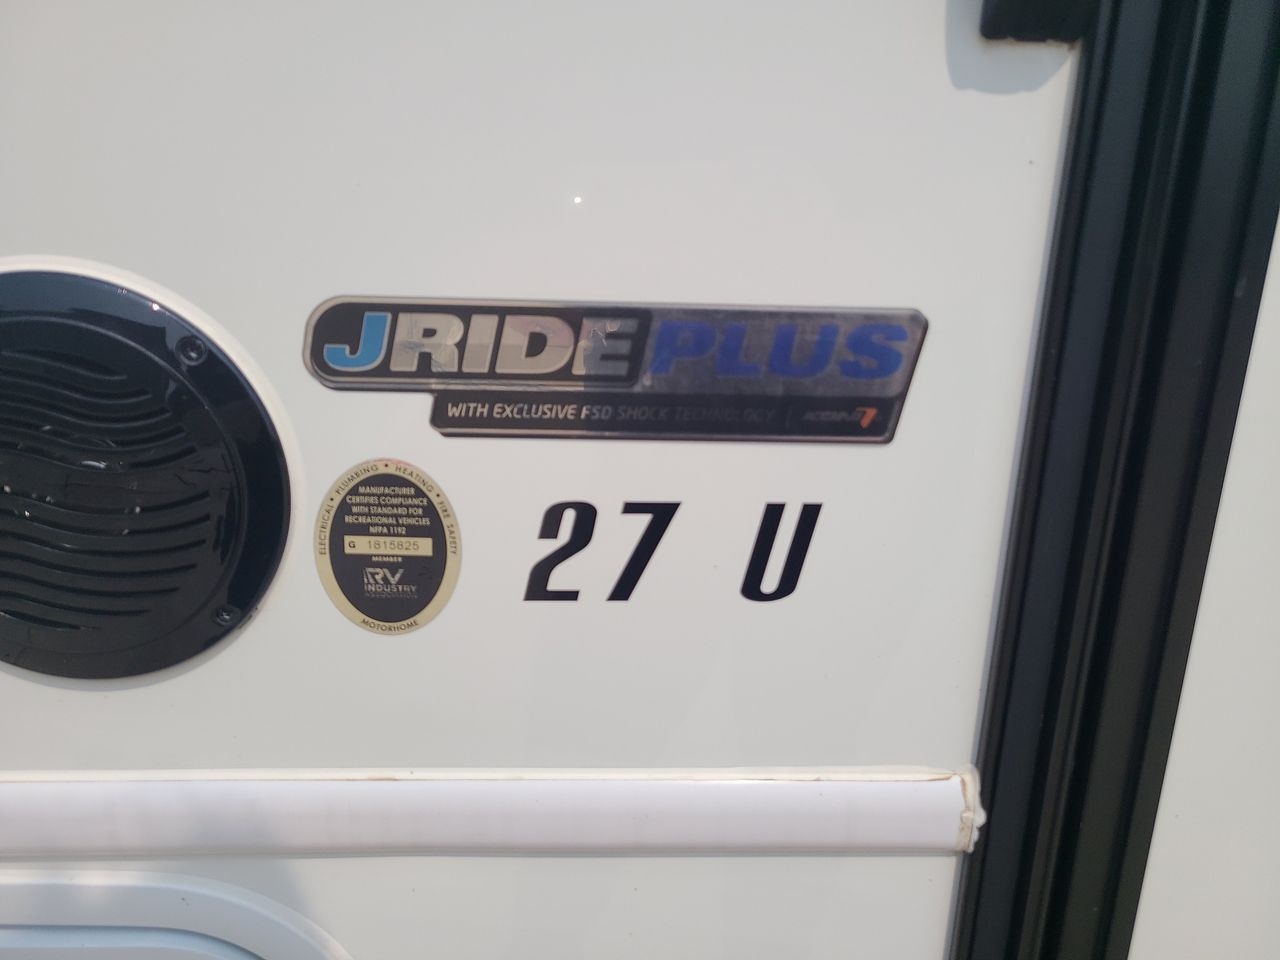 JRIDE PLUS
WITH EXCLUSIVE FSD SHOCK TECHNOLOGY
ELECTRICAL • PLUMBING • HEATING • FIRE SAFETY
MANUFACTURER
CERTIFIES COMPLIANCE
WITH STANDARD FOR
RECREATIONAL VEHICLES
NFPA 1192
G 1815825
MEMBER
RV
INDUSTRY
ASSOCIATION
MOTORHOME
27 U